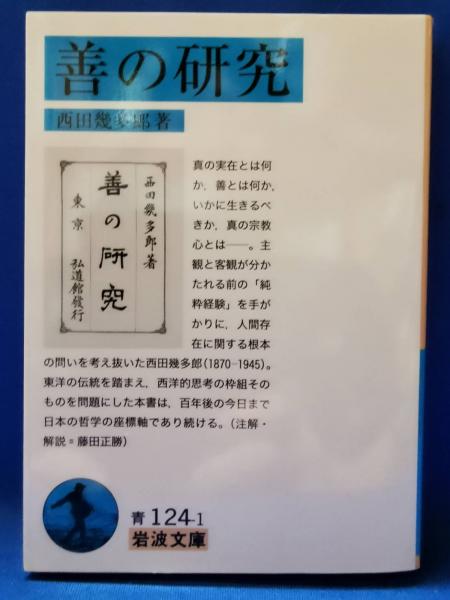 善の研究
西田幾多郎著
西田幾多郎著
善の研究
東京 弘道館發行
真の実在とは何
か，善とは何か，
いかに生きるべ
きか，真の宗教
心とは――。主
観と客観が分か
たれる前の「純
粋経験」を手が
かりに，人間存
在に関する根本
の問いを考え抜いた西田幾多郎(1870-1945)。
東洋の伝統を踏まえ，西洋的思考の枠組その
ものを問題にした本書は，百年後の今日まで
日本の哲学の座標軸であり続ける。（注解・
解説＝藤田正勝）
青 124-1
岩波文庫